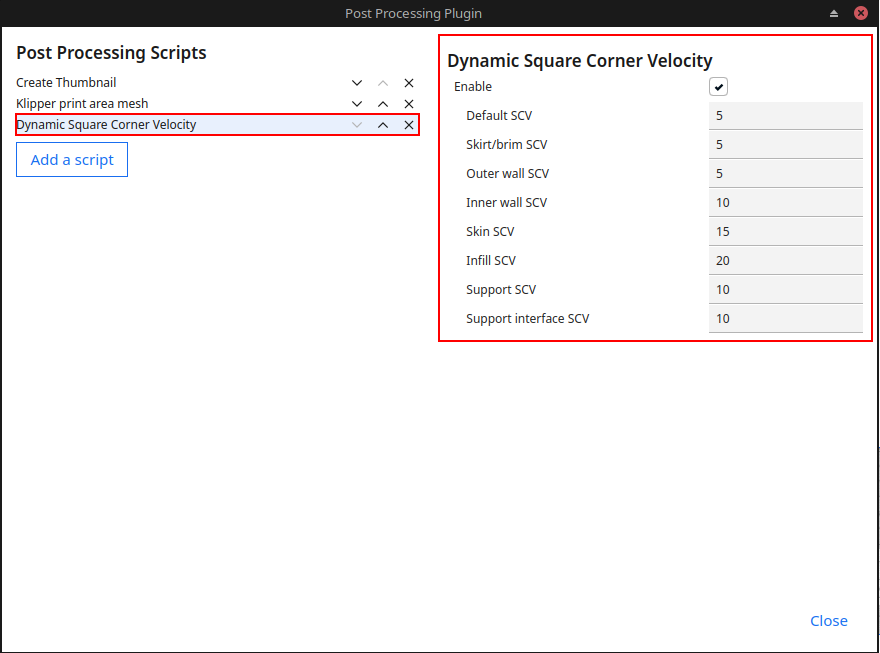 Post Processing Plugin
Post Processing Scripts
Create Thumbnail
Klipper print area mesh
Dynamic Square Corner Velocity
Add a script
Dynamic Square Corner Velocity
Enable
Default SCV 5
Skirt/brim SCV 5
Outer wall SCV 5
Inner wall SCV 10
Skin SCV 15
Infill SCV 20
Support SCV 10
Support interface SCV 10
Close